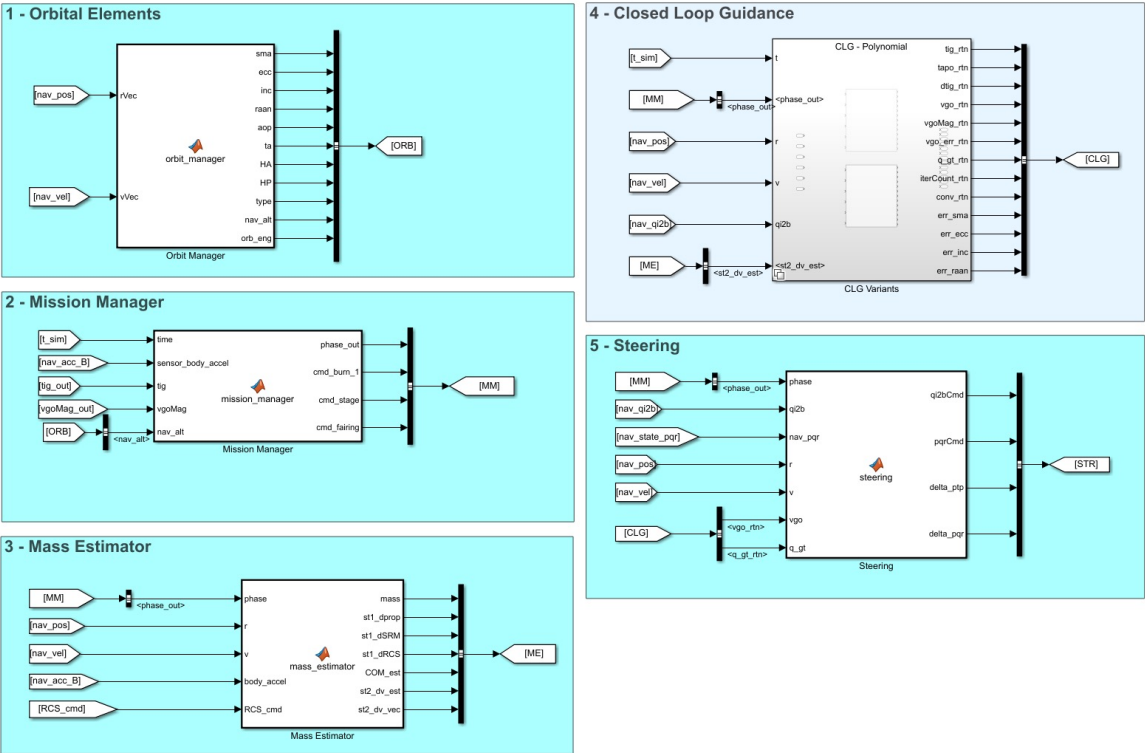 1 - Orbital Elements
[nav_pos]
[nav_vel]
rVec
vVec
orbit_manager
sma
ecc
inc
raan
aop
ta
HA
HP
type
nav_alt
orb_eng
Orbit Manager
[ORB]
2 - Mission Manager
[t_sim]
[nav_acc_B]
[tig_out]
[vgoMag_out]
[ORB]
<nav_alt>
time
sensor_body_accel
tig
vgoMag
nav_alt
mission_manager
phase_out
cmd_burn_1
cmd_stage
cmd_fairing
Mission Manager
[MM]
3 - Mass Estimator
[MM]
<phase_out>
[nav_pos]
[nav_vel]
[nav_acc_B]
[RCS_cmd]
phase
r
v
body_accel
RCS_cmd
mass_estimator
mass
st1_dprop
st1_dSRM
st1_dRCS
COM_est
st2_dv_est
st2_dv_vec
Mass Estimator
[ME]
4 - Closed Loop Guidance
[t_sim]
[MM]
<phase_out>
[nav_pos]
[nav_vel]
[nav_qi2b]
[ME]
<st2_dv_est>
CLG - Polynomial
t
<phase_out>
r
v
qi2b
<st2_dv_est>
tig_rtn
tapo_rtn
dtig_rtn
vgo_rtn
vgoMag_rtn
vgo_err_rtn
q_gt_rtn
iterCount_rtn
conv_rtn
err_sma
err_ecc
err_inc
err_raan
CLG Variants
[CLG]
5 - Steering
[MM]
<phase_out>
[nav_qi2b]
[nav_state_pqr]
[nav_pos]
[nav_vel]
[CLG]
<vgo_rtn>
<q_gt_rtn>
phase
qi2b
nav_pqr
r
v
vgo
q_gt
steering
qi2bCmd
pqrCmd
delta_ptp
delta_pqr
Steering
[STR]